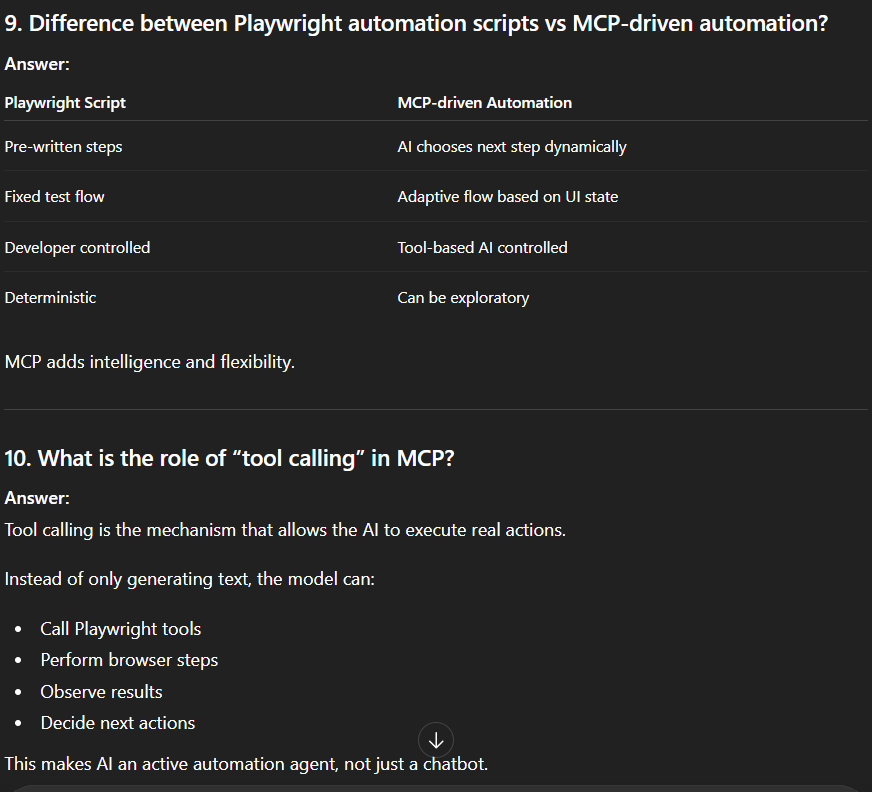 9. Difference between Playwright automation scripts vs MCP-driven automation?
Answer:
Playwright Script MCP-driven Automation
Pre-written steps AI chooses next step dynamically
Fixed test flow Adaptive flow based on UI state
Developer controlled Tool-based AI controlled
Deterministic Can be exploratory
MCP adds intelligence and flexibility.
10. What is the role of “tool calling” in MCP?
Answer:
Tool calling is the mechanism that allows the AI to execute real actions.
Instead of only generating text, the model can:
• Call Playwright tools
• Perform browser steps
• Observe results
• Decide next actions
This makes AI an active automation agent, not just a chatbot.